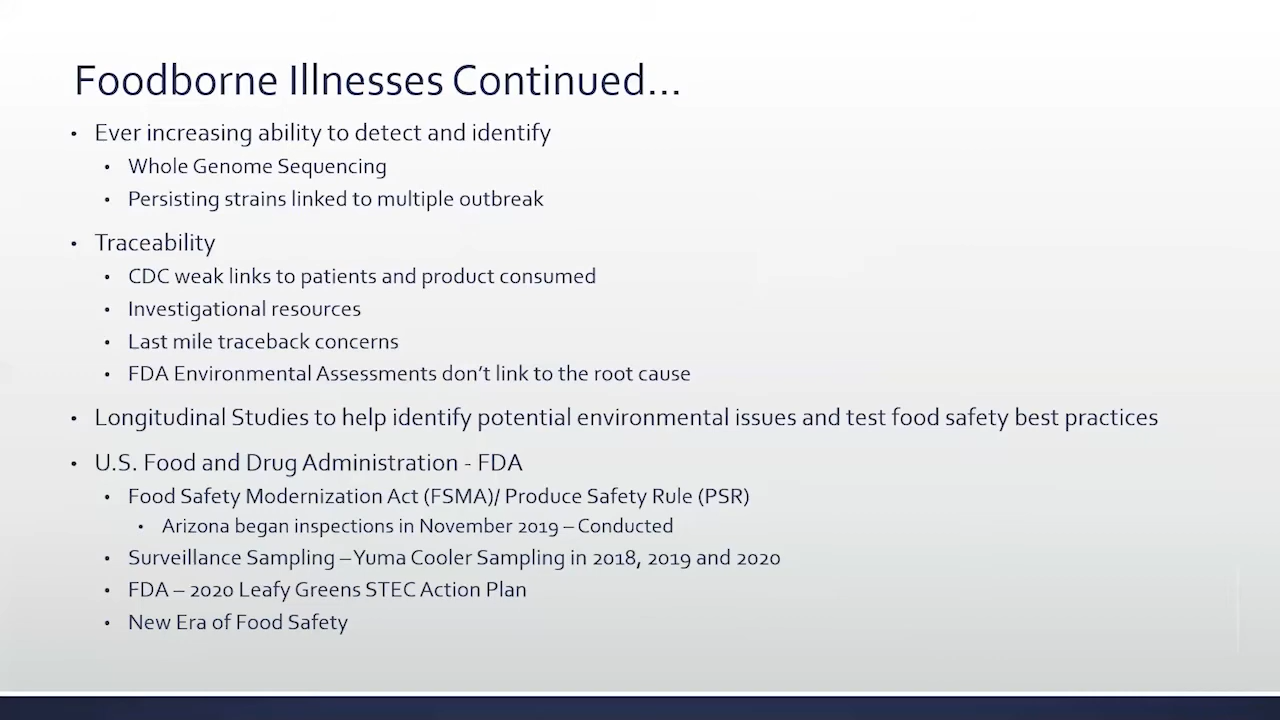 Foodborne Illnesses Continued...
• Ever increasing ability to detect and identify
• Whole Genome Sequencing
• Persisting strains linked to multiple outbreak
• Traceability
• CDC weak links to patients and product consumed
• Investigational resources
• Last mile traceback concerns
• FDA Environmental Assessments don't link to the root cause
• Longitudinal Studies to help identify potential environmental issues and test food safety best practices
• U.S. Food and Drug Administration - FDA
• Food Safety Modernization Act (FSMA)/ Produce Safety Rule (PSR)
• Arizona began inspections in November 2019 – Conducted
• Surveillance Sampling – Yuma Cooler Sampling in 2018, 2019 and 2020
• FDA – 2020 Leafy Greens STEC Action Plan
• New Era of Food Safety